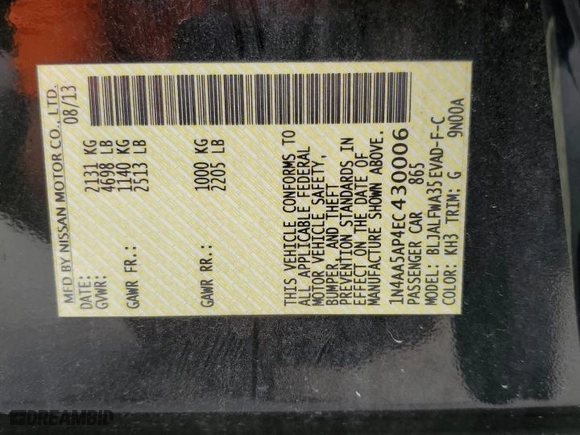 MFD BY NISSAN MOTOR CO., LTD.
DATE: 08/13
GVWR: 2131 KG
4698 LB
GAWR FR.: 1140 KG
2513 LB
GAWR RR.: 1000 KG
2205 LB
THIS VEHICLE CONFORMS TO
ALL APPLICABLE FEDERAL
MOTOR VEHICLE SAFETY,
BUMPER, AND THEFT
PREVENTION STANDARDS IN
EFFECT ON THE DATE OF
MANUFACTURE SHOWN ABOVE.
1N4AA5AP4EC430006
PASSENGER CAR 865
MODEL: BLJALFWA35EVAD-F-C
COLOR: KH3 TRIM: G 9N00A
DREAMBID